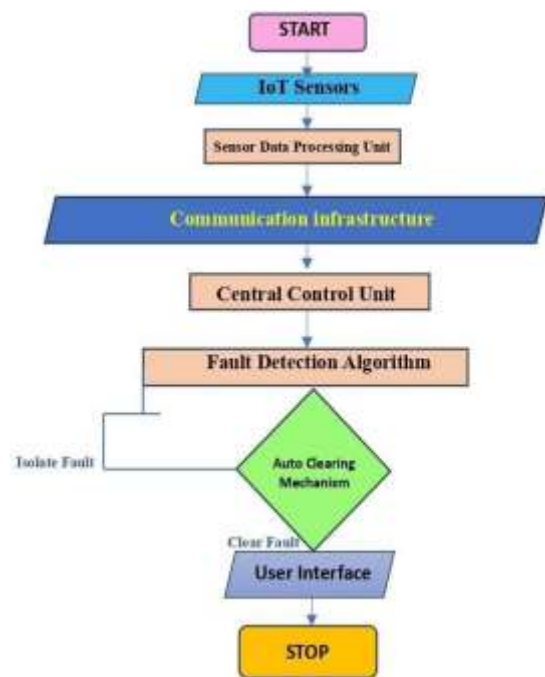 START
IoT Sensors
Sensor Data Processing Unit
Communication infrastructure
Central Control Unit
Fault Detection Algorithm
Isolate Fault
Auto Clearing
Mechanism
Clear Fault
User Interface
STOP